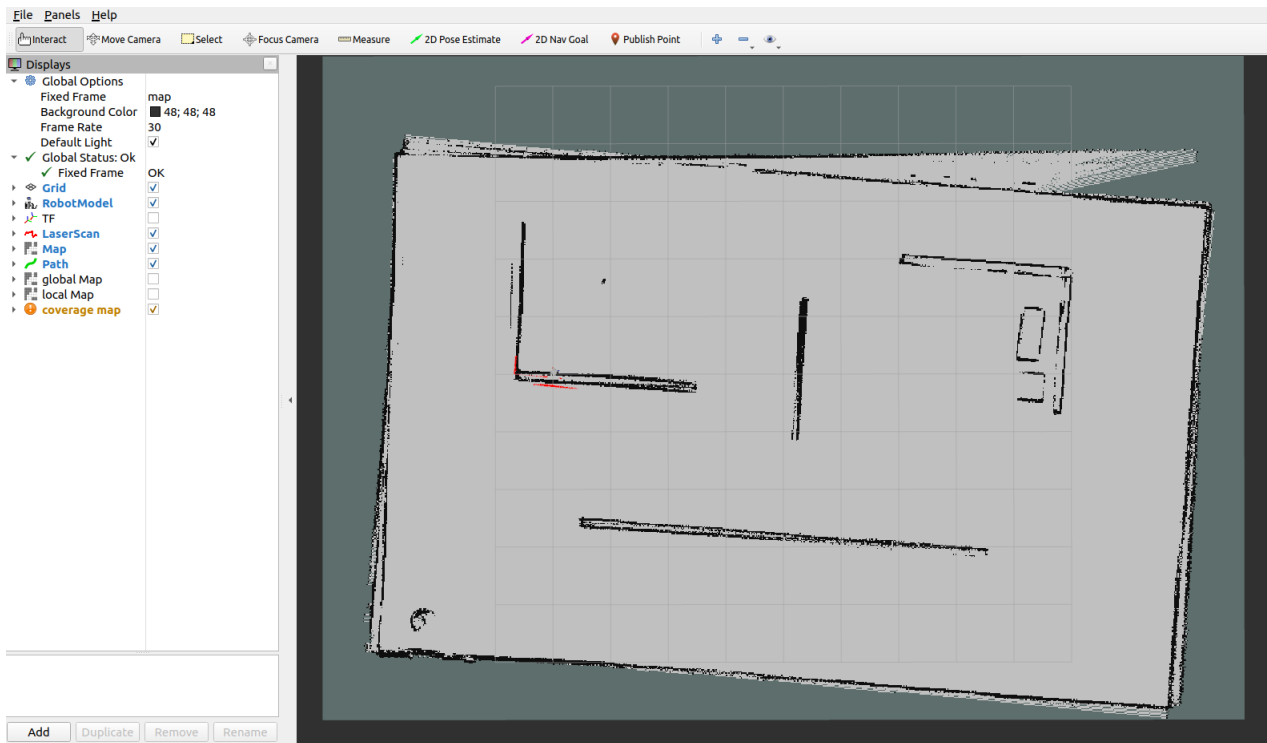 File Panels Help
Interact Move Camera Select Focus Camera Measure 2D Pose Estimate 2D Nav Goal Publish Point
Displays
Global Options
Fixed Frame map
Background Color 48; 48; 48
Frame Rate 30
Default Light
Global Status: Ok
Fixed Frame OK
Grid
RobotModel
TF
LaserScan
Map
Path
global Map
local Map
coverage map
Add Duplicate Remove Rename